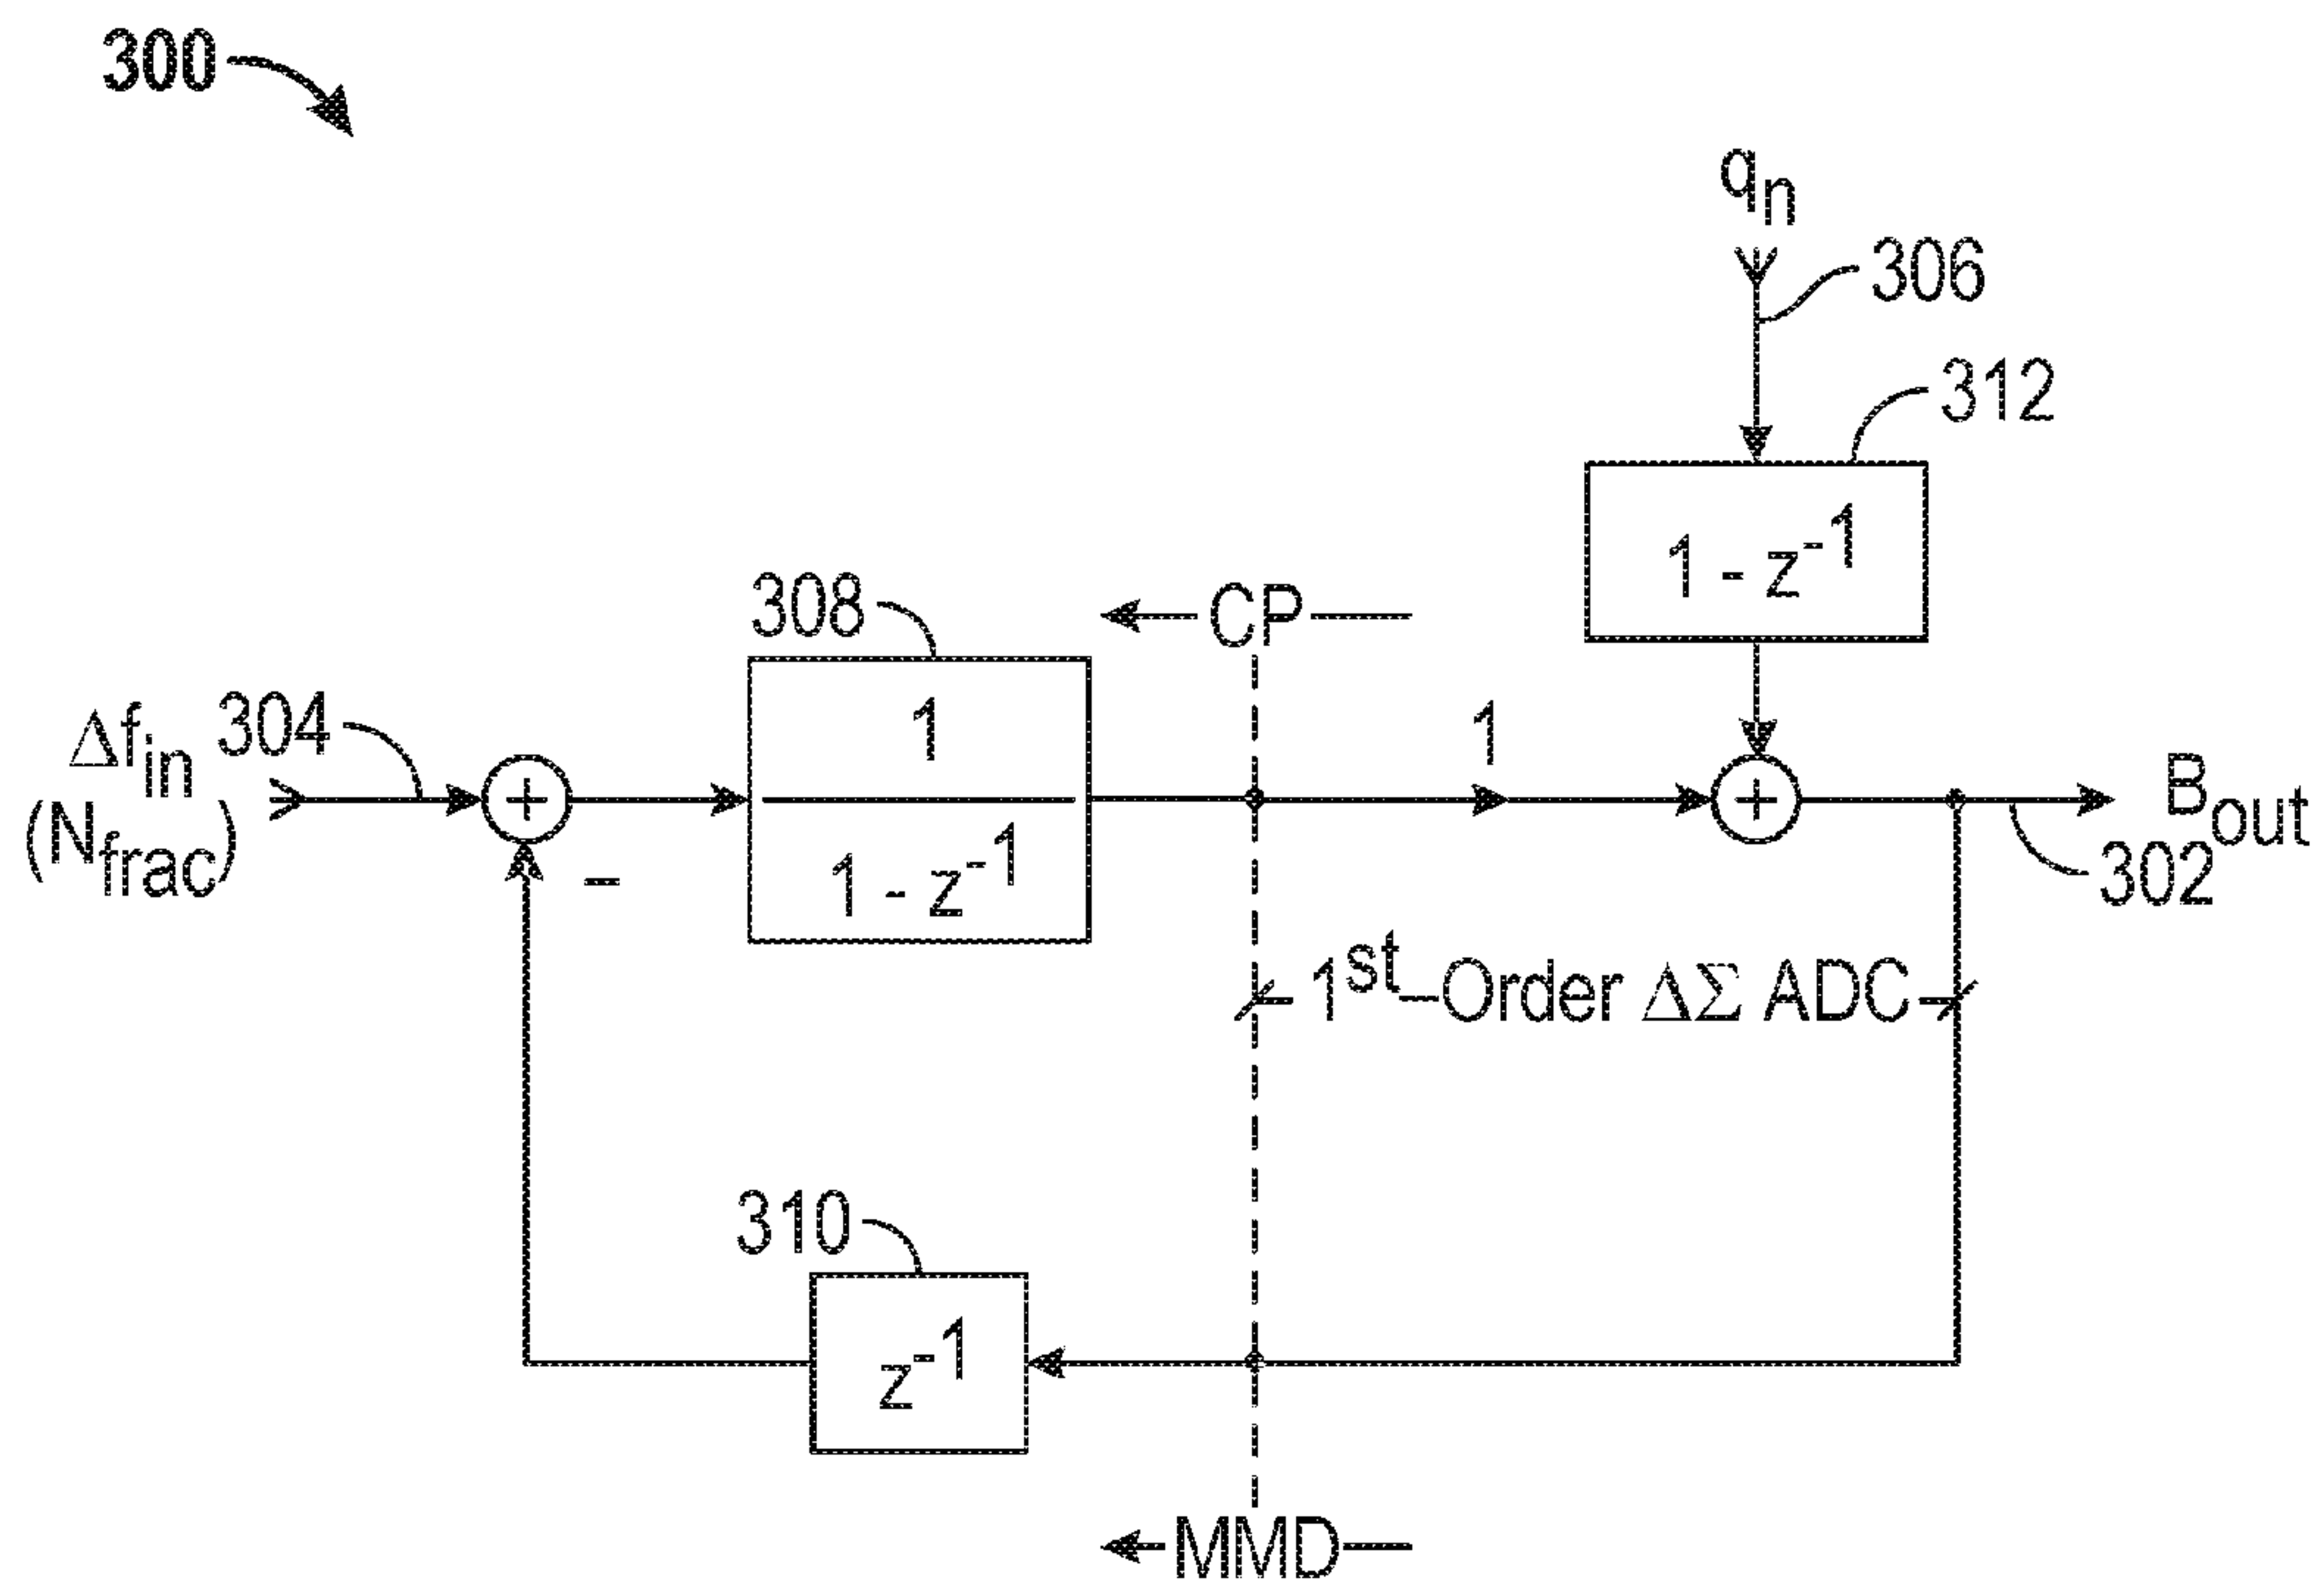 300
qn
306
312
1 - z-1
308
CP
1
1 - z-1
Δfin
304
(Nfrac)
+
−
1
+
Bout
302
1st–Order ΔΣ ADC
310
z-1
MMD